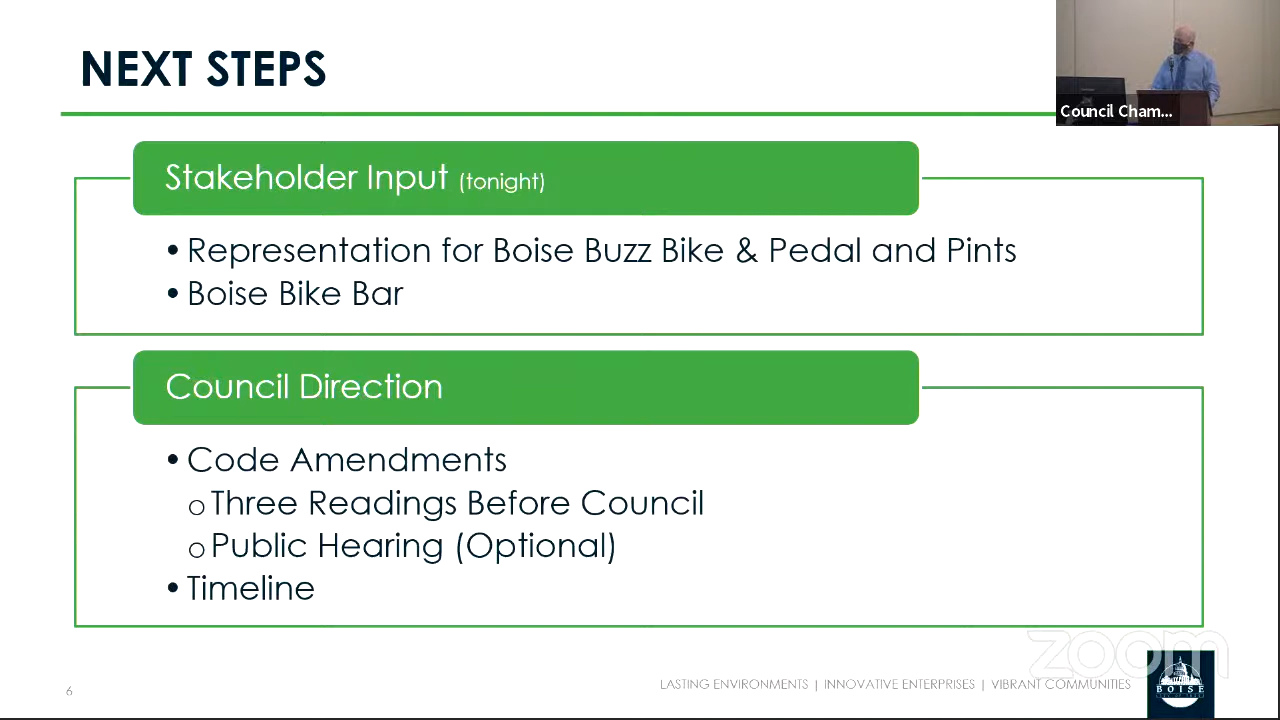 NEXT STEPS
Council Cham...
Stakeholder Input (tonight)
• Representation for Boise Buzz Bike & Pedal and Pints
• Boise Bike Bar
Council Direction
• Code Amendments
o Three Readings Before Council
o Public Hearing (Optional)
• Timeline
zoom
6
LASTING ENVIRONMENTS | INNOVATIVE ENTERPRISES | VIBRANT COMMUNITIES
BOISE